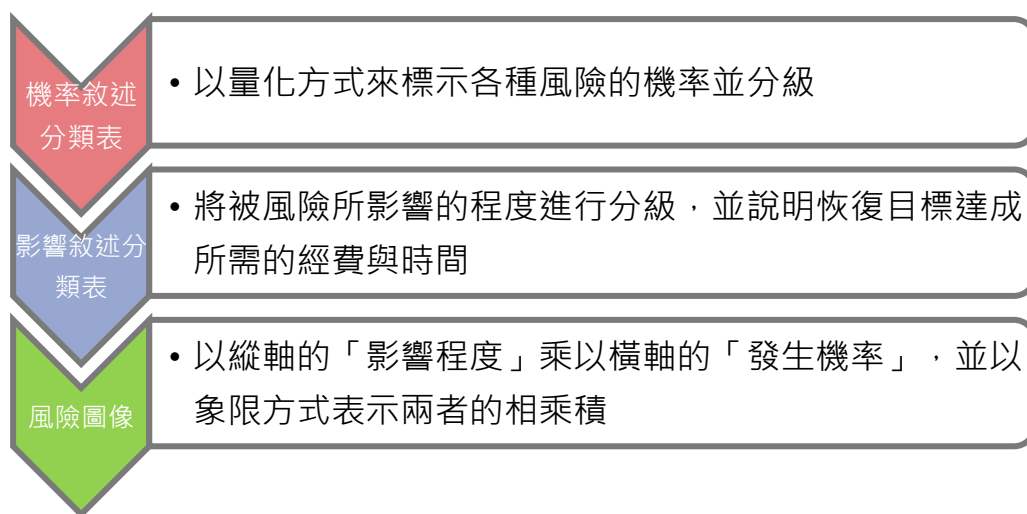 機率敘述
分類表
• 以量化方式來標示各種風險的機率並分級
影響敘述分
類表
• 將被風險所影響的程度進行分級，並說明恢復目標達成
所需的經費與時間
風險圖像
• 以縱軸的「影響程度」乘以橫軸的「發生機率」，並以
象限方式表示兩者的相乘積